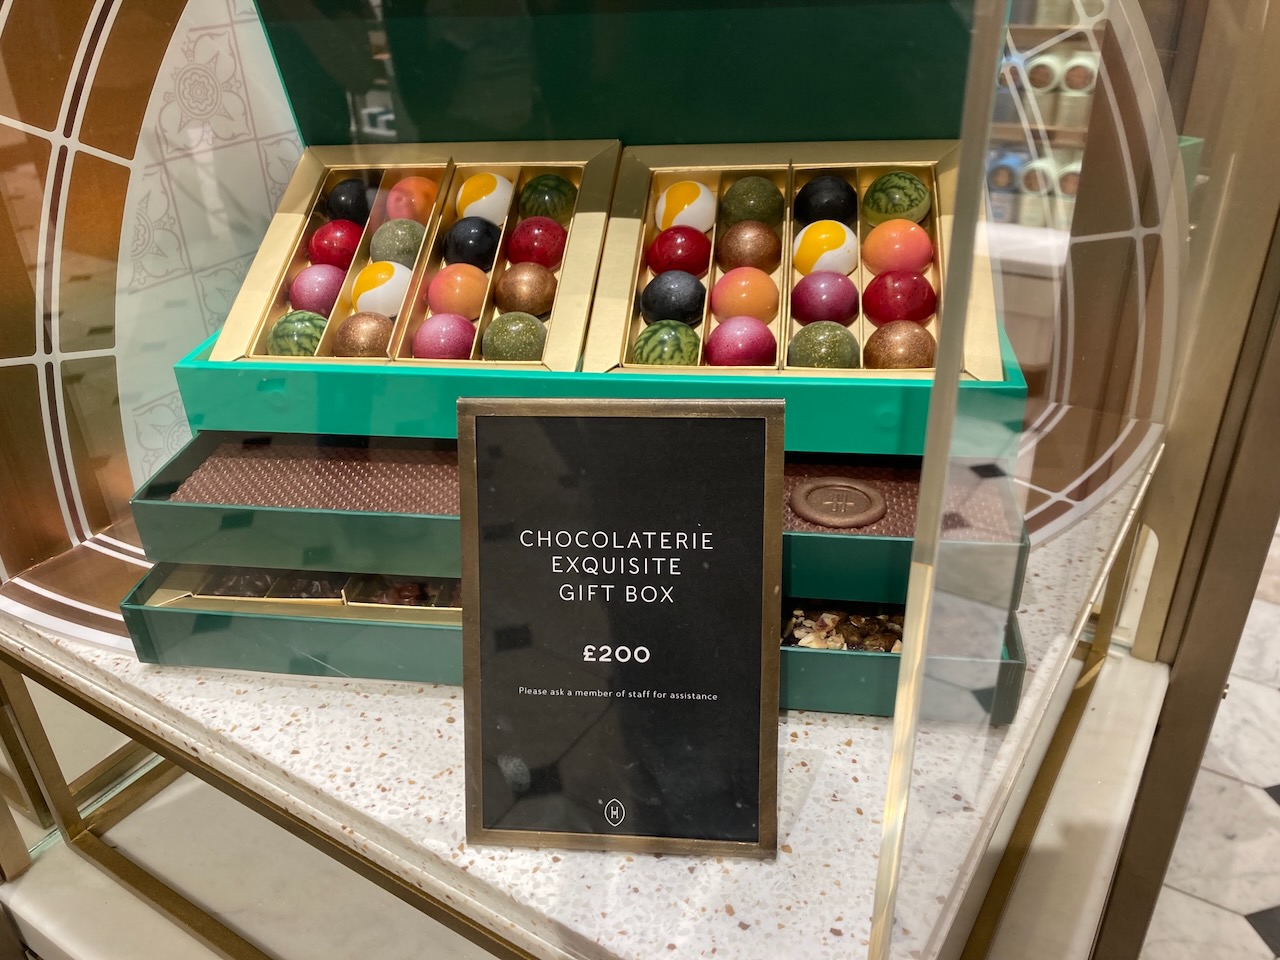 CHOCOLATERIE
EXQUISITE
GIFT BOX
£200
Please ask a member of staff for assistance
H